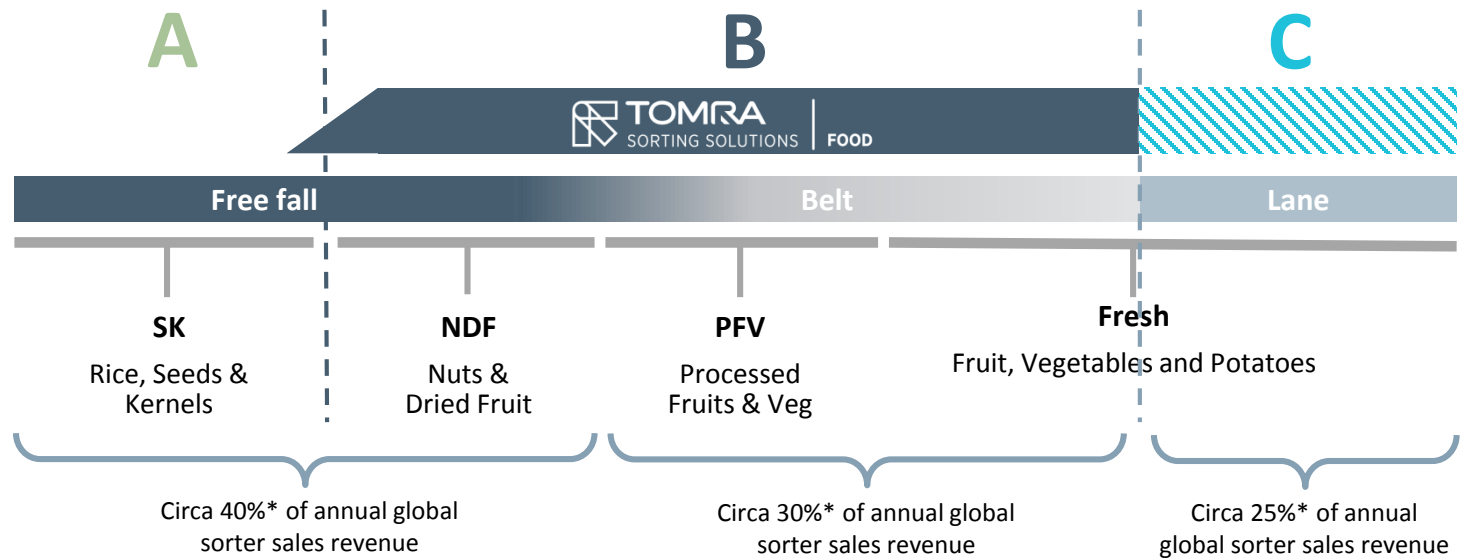 A
B
C
TOMRA
SORTING SOLUTIONS
FOOD
Free fall
Belt
Lane
SK
Rice, Seeds &
Kernels
NDF
Nuts &
Dried Fruit
PFV
Processed
Fruits & Veg
Fresh
Fruit, Vegetables and Potatoes
Circa 40%* of annual global
sorter sales revenue
Circa 30%* of annual global
sorter sales revenue
Circa 25%* of annual
global sorter sales revenue